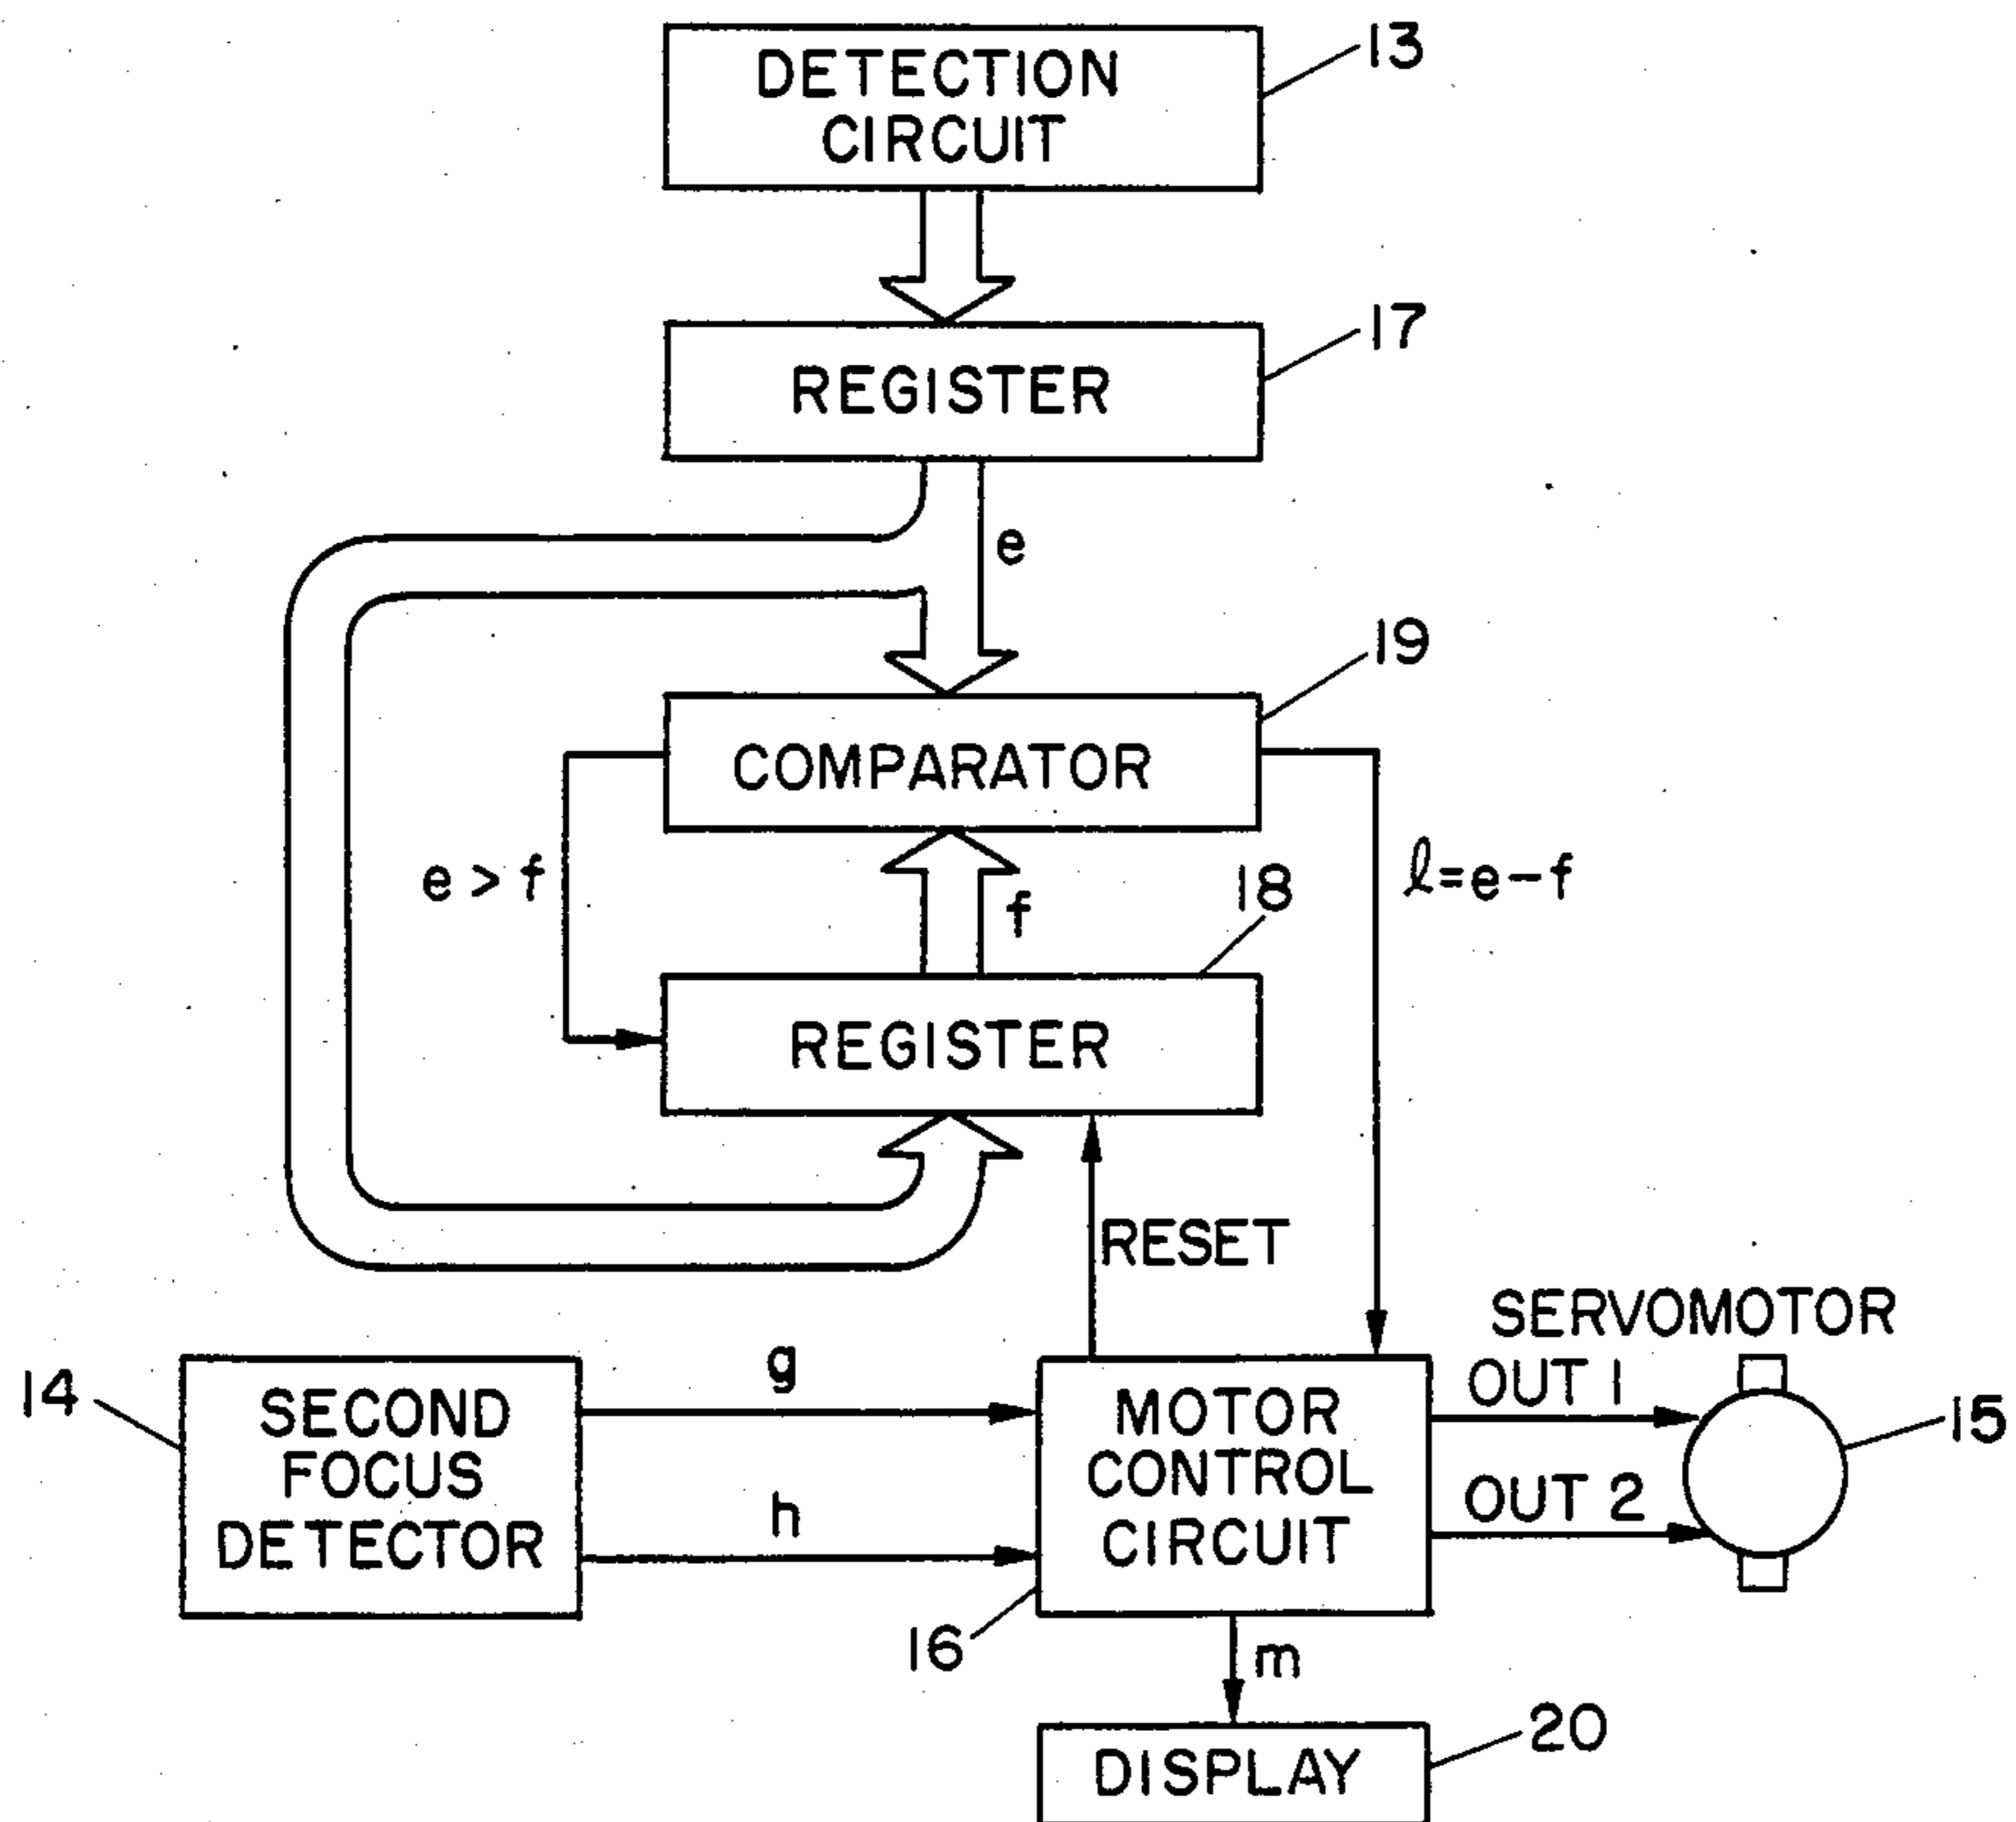 DETECTION
CIRCUIT
13
REGISTER
17
e
19
COMPARATOR
e > f
f
18
ℓ=e−f
REGISTER
RESET
SERVOMOTOR
14
SECOND
FOCUS
DETECTOR
g
h
MOTOR
CONTROL
CIRCUIT
OUT 1
OUT 2
15
16
m
DISPLAY
20